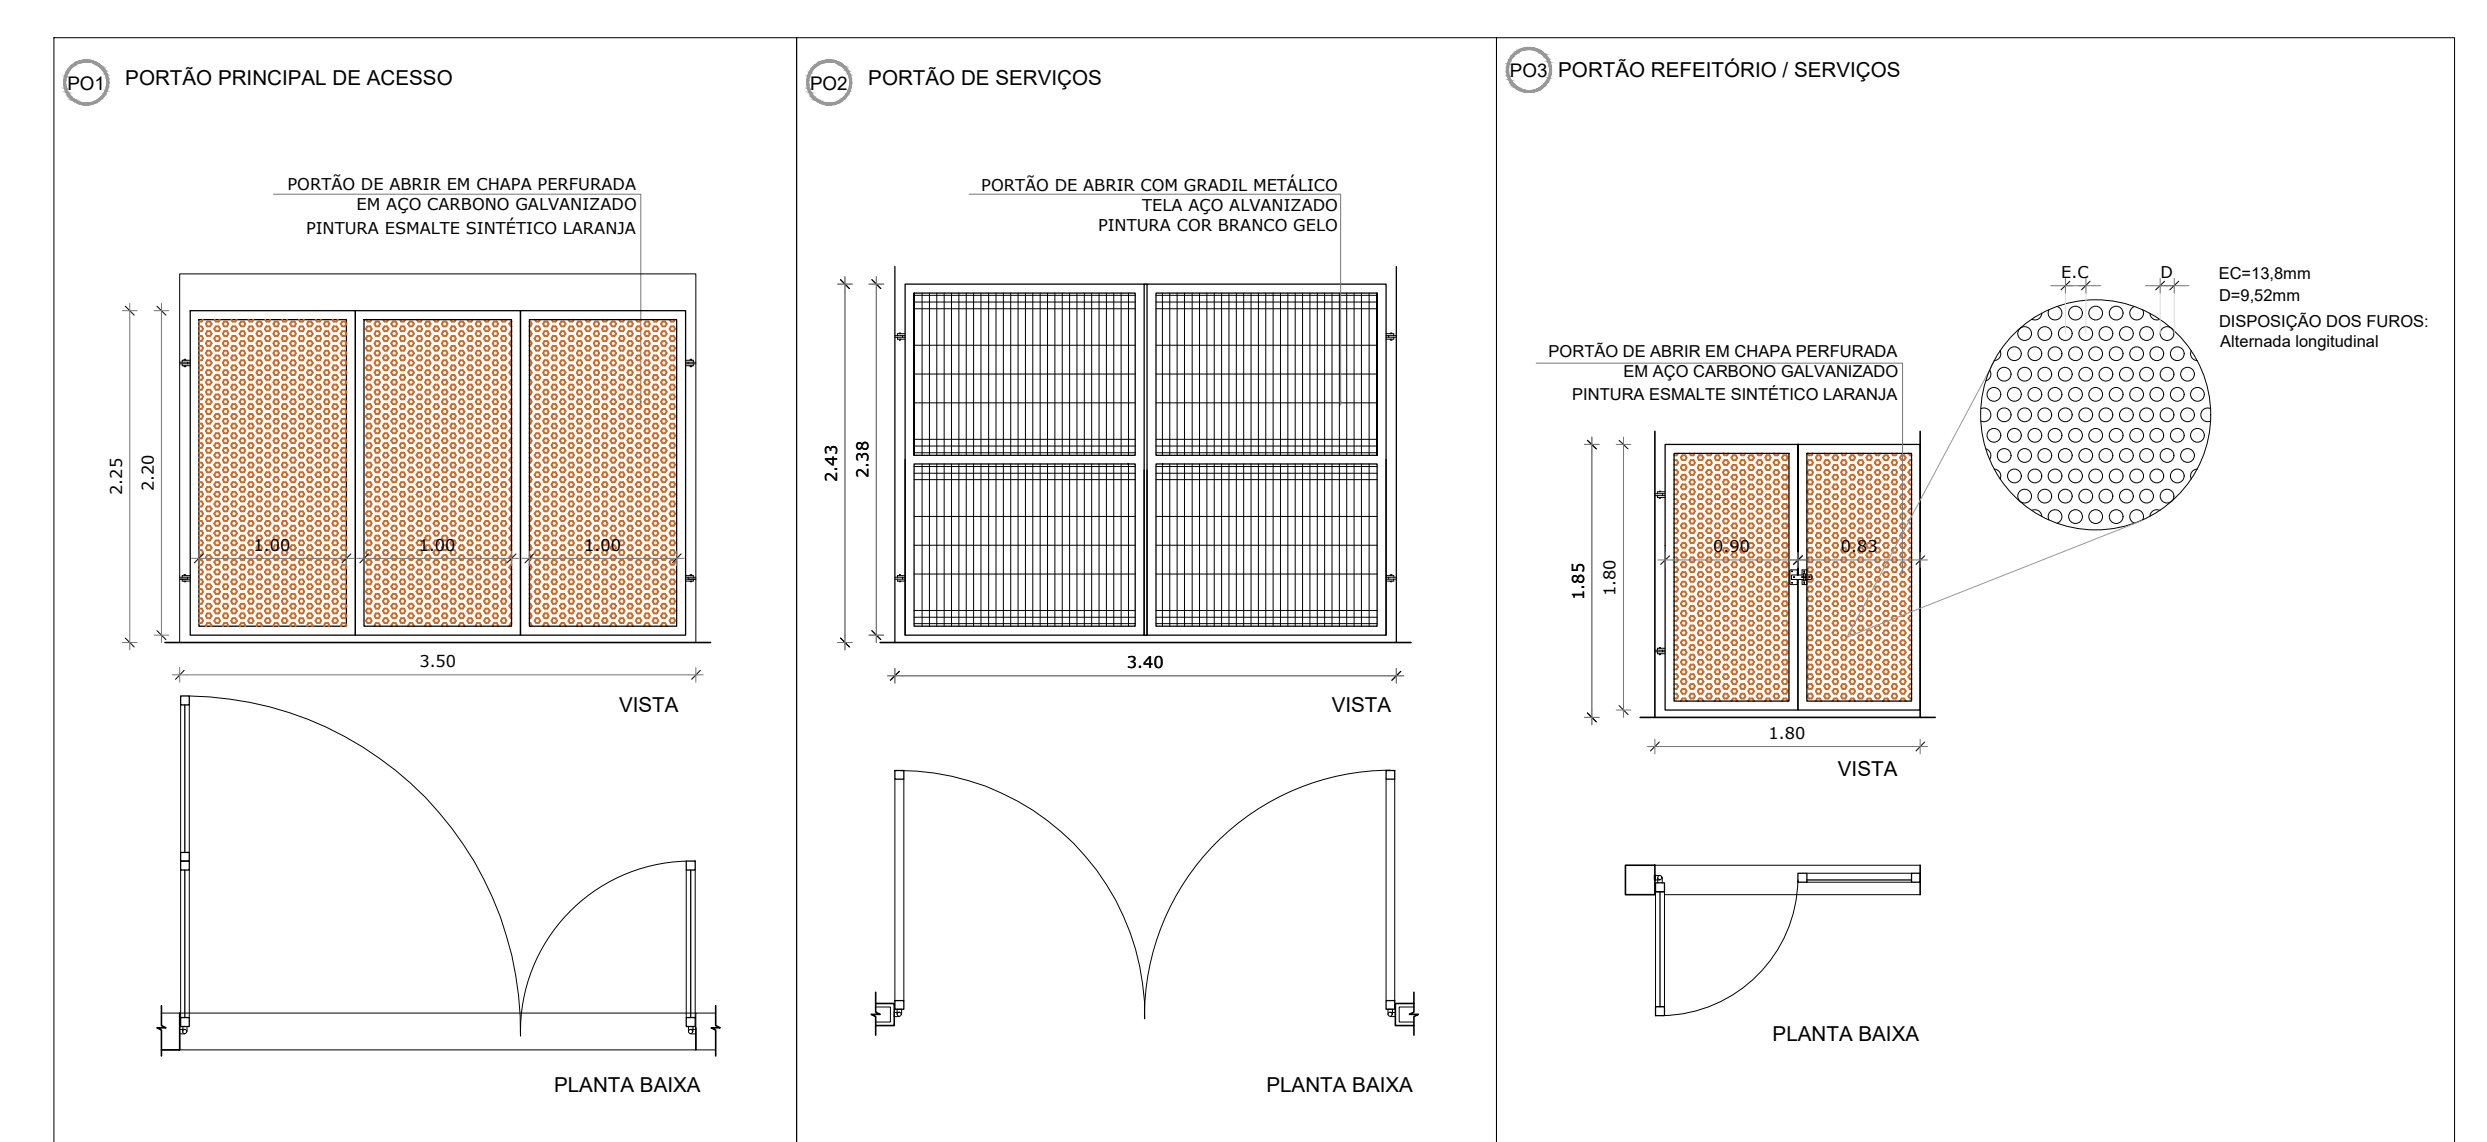 PO1 PORTÃO PRINCIPAL DE ACESSO
PORTÃO DE ABRIR EM CHAPA PERFURADA
EM AÇO CARBONO GALVANIZADO
PINTURA ESMALTE SINTÉTICO LARANJA
2.25
2.20
1.00 1.00 1.00
3.50
VISTA
PLANTA BAIXA
PO2 PORTÃO DE SERVIÇOS
PORTÃO DE ABRIR COM GRADIL METÁLICO
TELA AÇO ALVANIZADO
PINTURA COR BRANCO GELO
2.43
2.38
3.40
VISTA
PLANTA BAIXA
PO3 PORTÃO REFEITÓRIO / SERVIÇOS
E.C D
EC=13,8mm
D=9,52mm
DISPOSIÇÃO DOS FUROS:
Alternada longitudinal
PORTÃO DE ABRIR EM CHAPA PERFURADA
EM AÇO CARBONO GALVANIZADO
PINTURA ESMALTE SINTÉTICO LARANJA
1.85
1.80
0.90 0.83
1.80
VISTA
PLANTA BAIXA